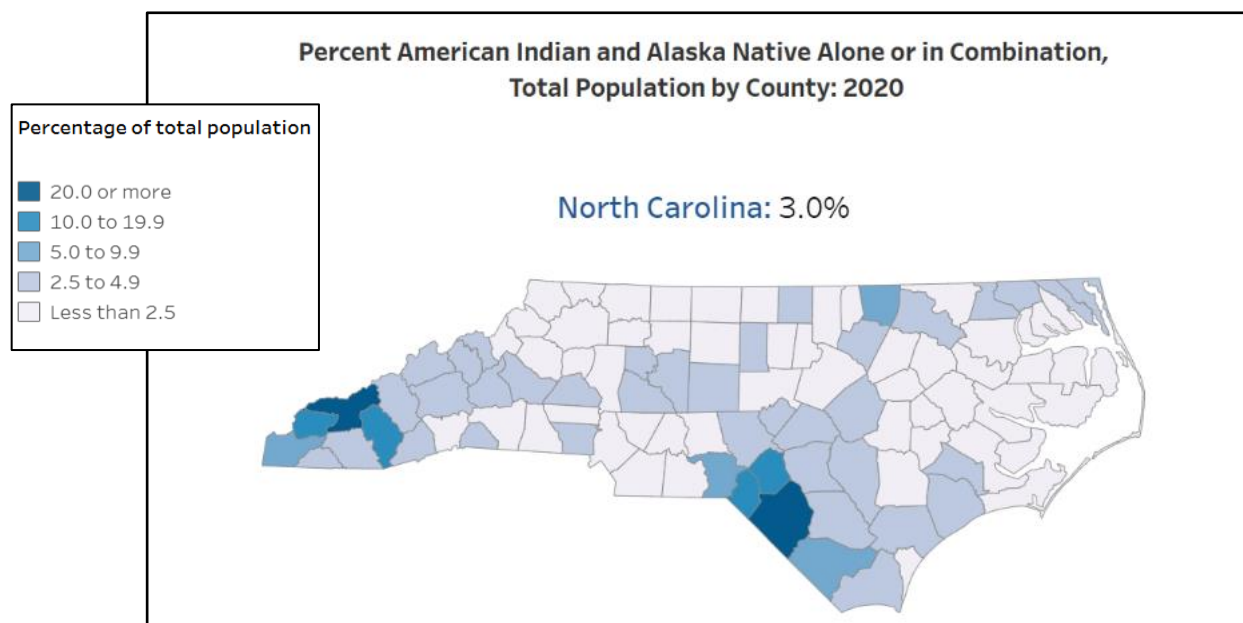 Percent American Indian and Alaska Native Alone or in Combination,
Total Population by County: 2020
Percentage of total population
20.0 or more
10.0 to 19.9
5.0 to 9.9
2.5 to 4.9
Less than 2.5
North Carolina: 3.0%